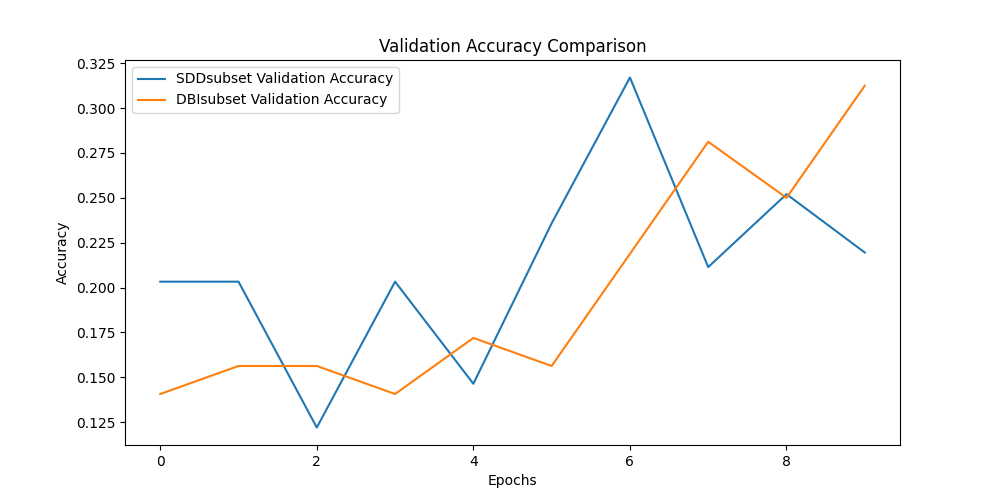 Validation Accuracy Comparison
SDDsubset Validation Accuracy
DBIsubset Validation Accuracy
0.325
0.300
0.275
0.250
0.225
0.200
0.175
0.150
0.125
Accuracy
0 2 4 6 8
Epochs